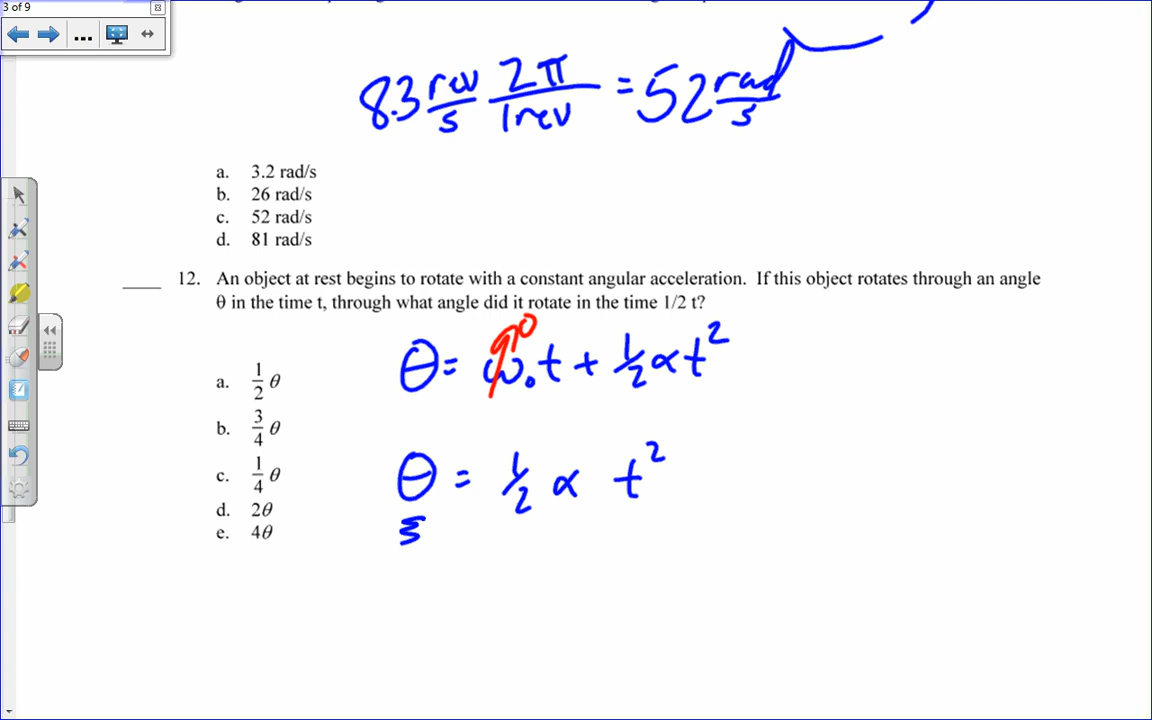 3 of 9
8.3 rev/s 2π/1rev = 52 rad/s
a. 3.2 rad/s
b. 26 rad/s
c. 52 rad/s
d. 81 rad/s
____ 12. An object at rest begins to rotate with a constant angular acceleration. If this object rotates through an angle
θ in the time t, through what angle did it rotate in the time 1/2 t?
0
θ = ω₀t + ½αt²
a. 1/2 θ
b. 3/4 θ
c. 1/4 θ
θ = ½ α t²
d. 2θ
e. 4θ